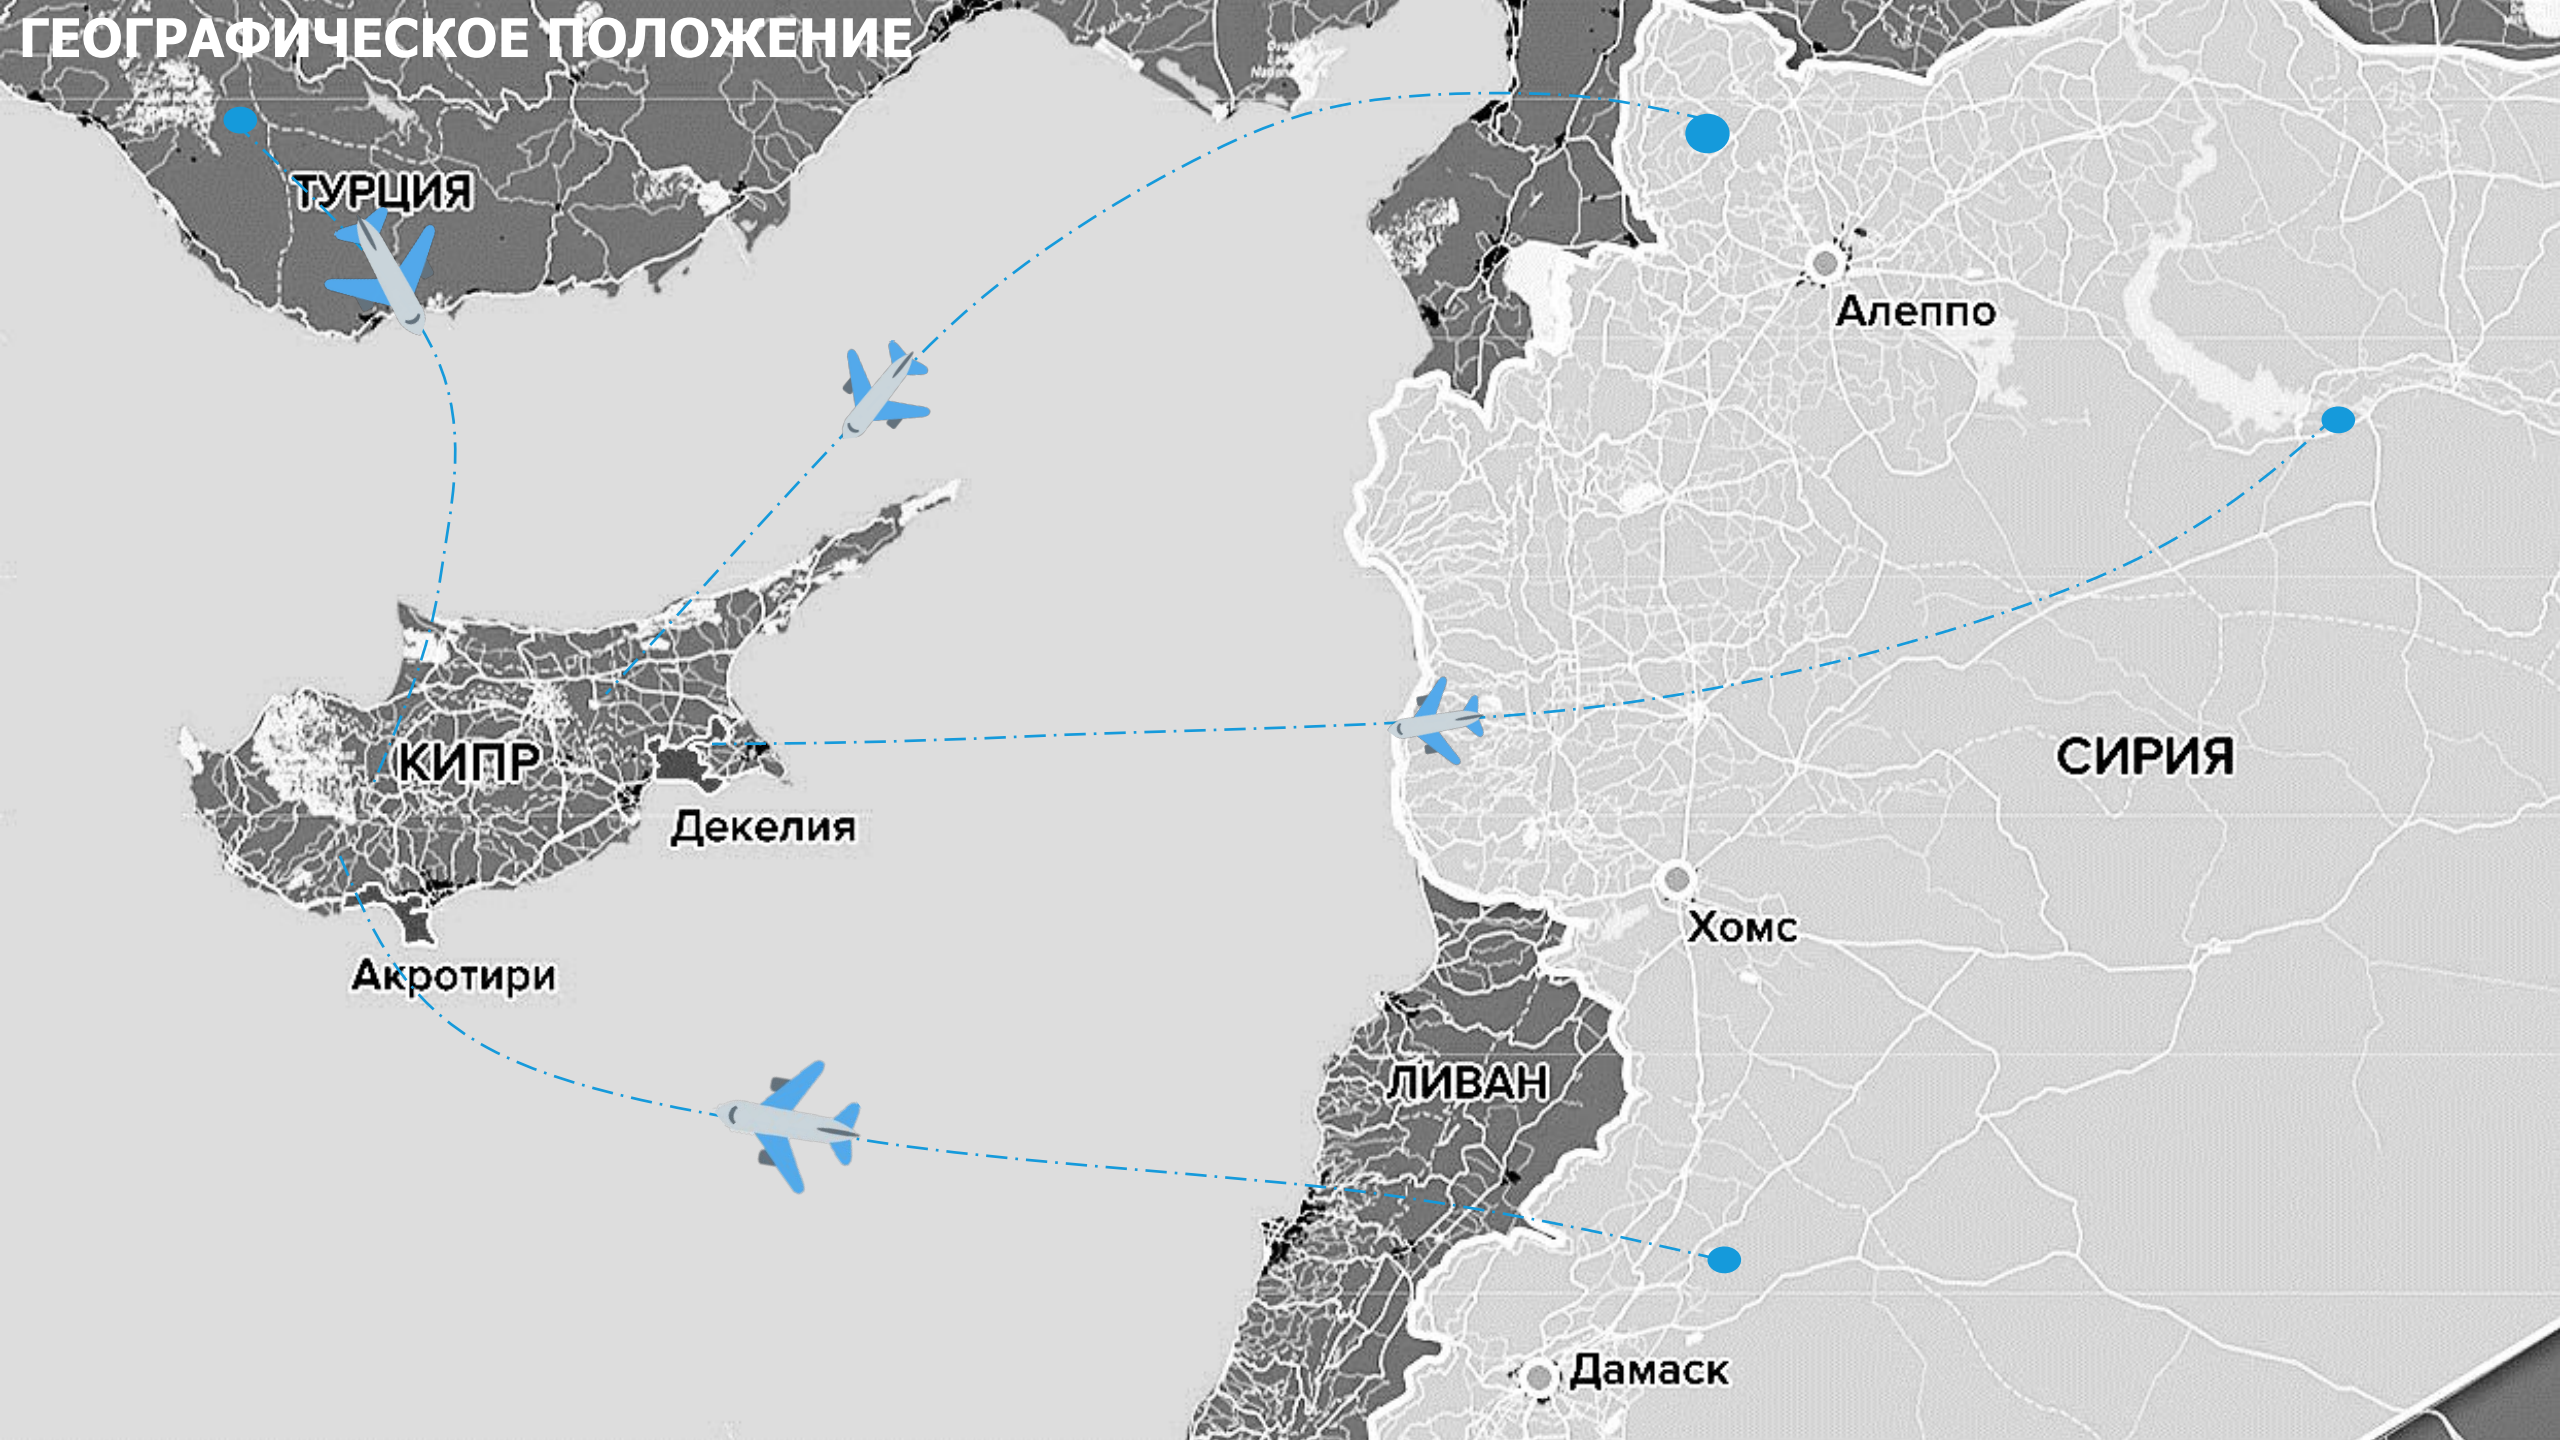 ГЕОГРАФИЧЕСКОЕ ПОЛОЖЕНИЕ
ТУРЦИЯ
Алеппо
КИПР
СИРИЯ
Декелия
Хомс
Акротири
ЛИВАН
Дамаск